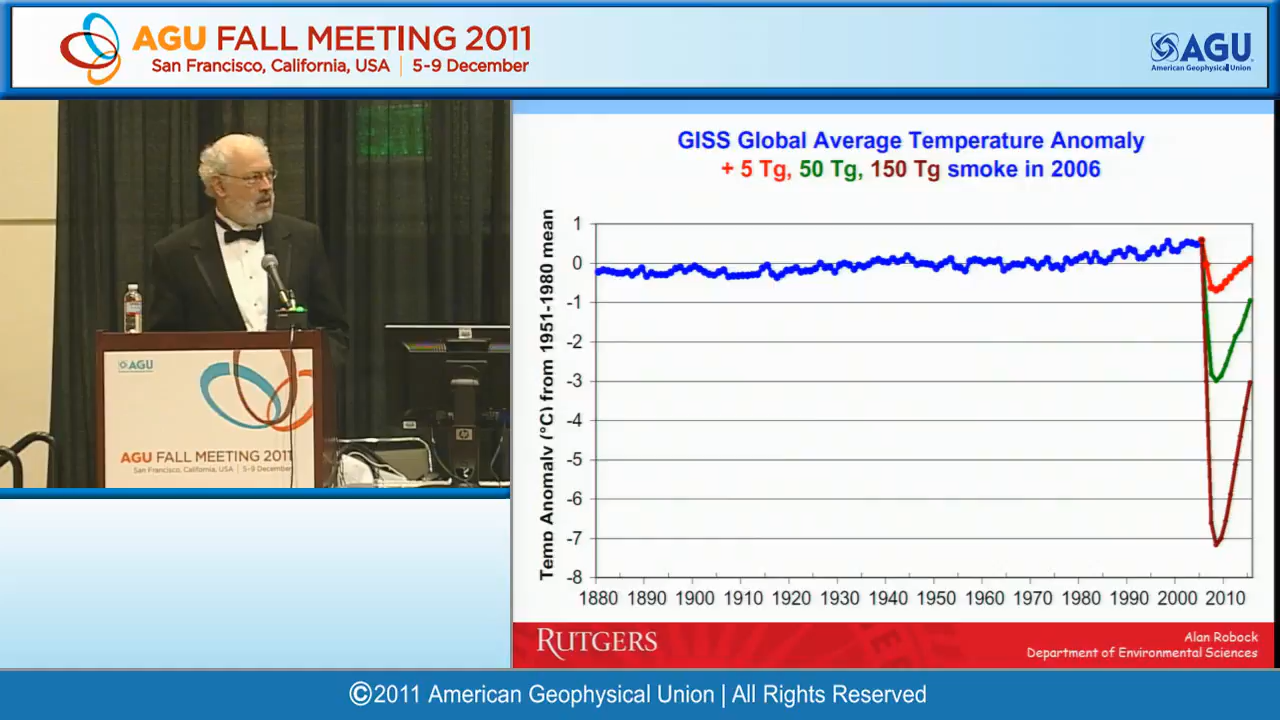 AGU FALL MEETING 2011
San Francisco, California, USA | 5-9 December
AGU
American Geophysical Union
AGU
AGU FALL MEETING 2011
San Francisco, California, USA | 5-9 December
hp
GISS Global Average Temperature Anomaly
+ 5 Tg, 50 Tg, 150 Tg smoke in 2006
Temp Anomaly (°C) from 1951-1980 mean
1
0
-1
-2
-3
-4
-5
-6
-7
-8
1880 1890 1900 1910 1920 1930 1940 1950 1960 1970 1980 1990 2000 2010
RUTGERS
Alan Robock
Department of Environmental Sciences
©2011 American Geophysical Union | All Rights Reserved